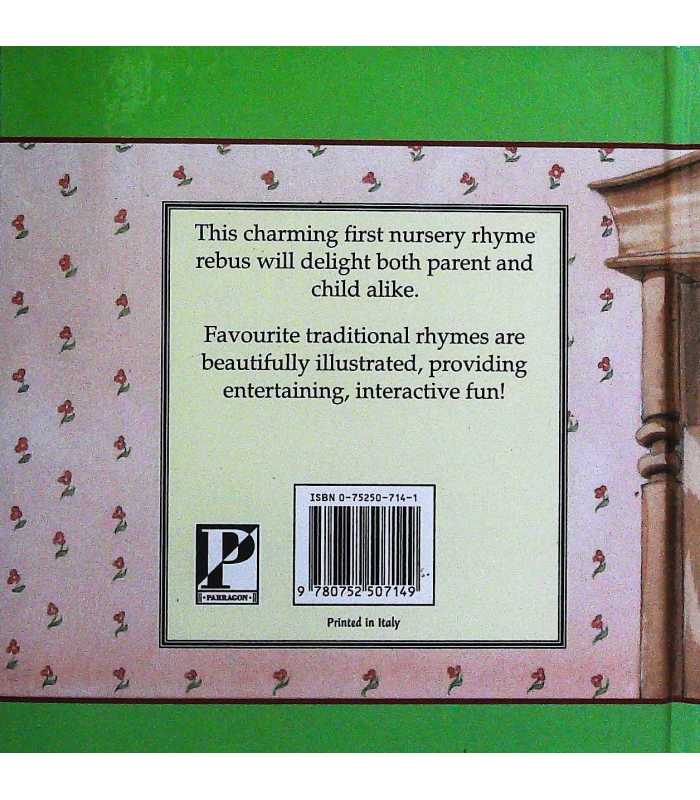 This charming first nursery rhyme
rebus will delight both parent and
child alike.
Favourite traditional rhymes are
beautifully illustrated, providing
entertaining, interactive fun!
ISBN 0-75250-714-1
9 780752 507149
P
PARRAGON
Printed in Italy